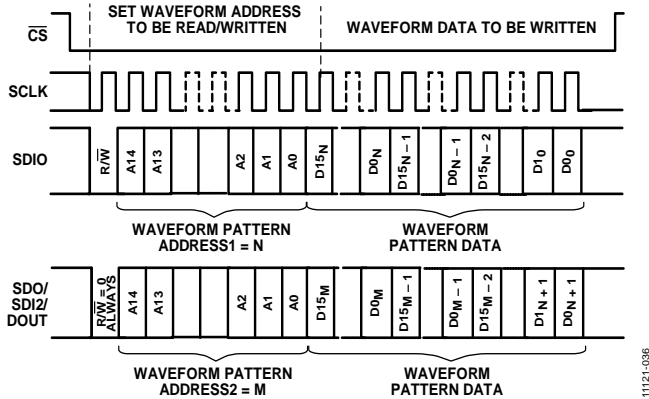 SET WAVEFORM ADDRESS
TO BE READ/WRITTEN
WAVEFORM DATA TO BE WRITTEN
CS
SCLK
SDIO
R/W
A14
A13
A2
A1
A0
D15N
D0N
D15N – 1
D0N – 1
D15N – 2
D10
D00
WAVEFORM PATTERN
ADDRESS1 = N
WAVEFORM
PATTERN DATA
SDO/
SDI2/
DOUT
R/W = 0
ALWAYS
A14
A13
A2
A1
A0
D15M
D0M
D15M – 1
D0M – 1
D15M – 2
D1N + 1
D0N + 1
WAVEFORM PATTERN
ADDRESS2 = M
WAVEFORM
PATTERN DATA
11121-036